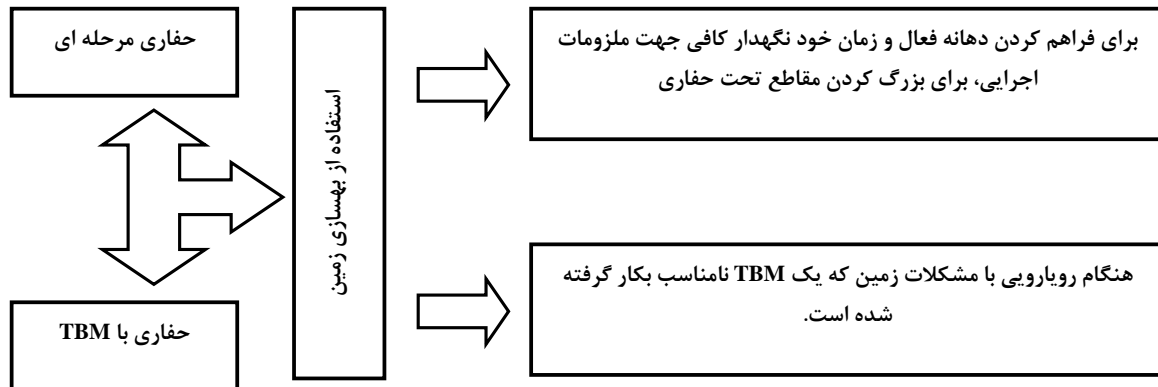 حفاری مرحله ای
برای فراهم کردن دهانه فعال و زمان خود نگهدار کافی جهت ملزومات
اجرایی، برای بزرگ کردن مقاطع تحت حفاری
استفاده از بهسازی زمین
هنگام رویارویی با مشکلات زمین که یک TBM نامناسب بکار گرفته
شده است.
حفاری با TBM